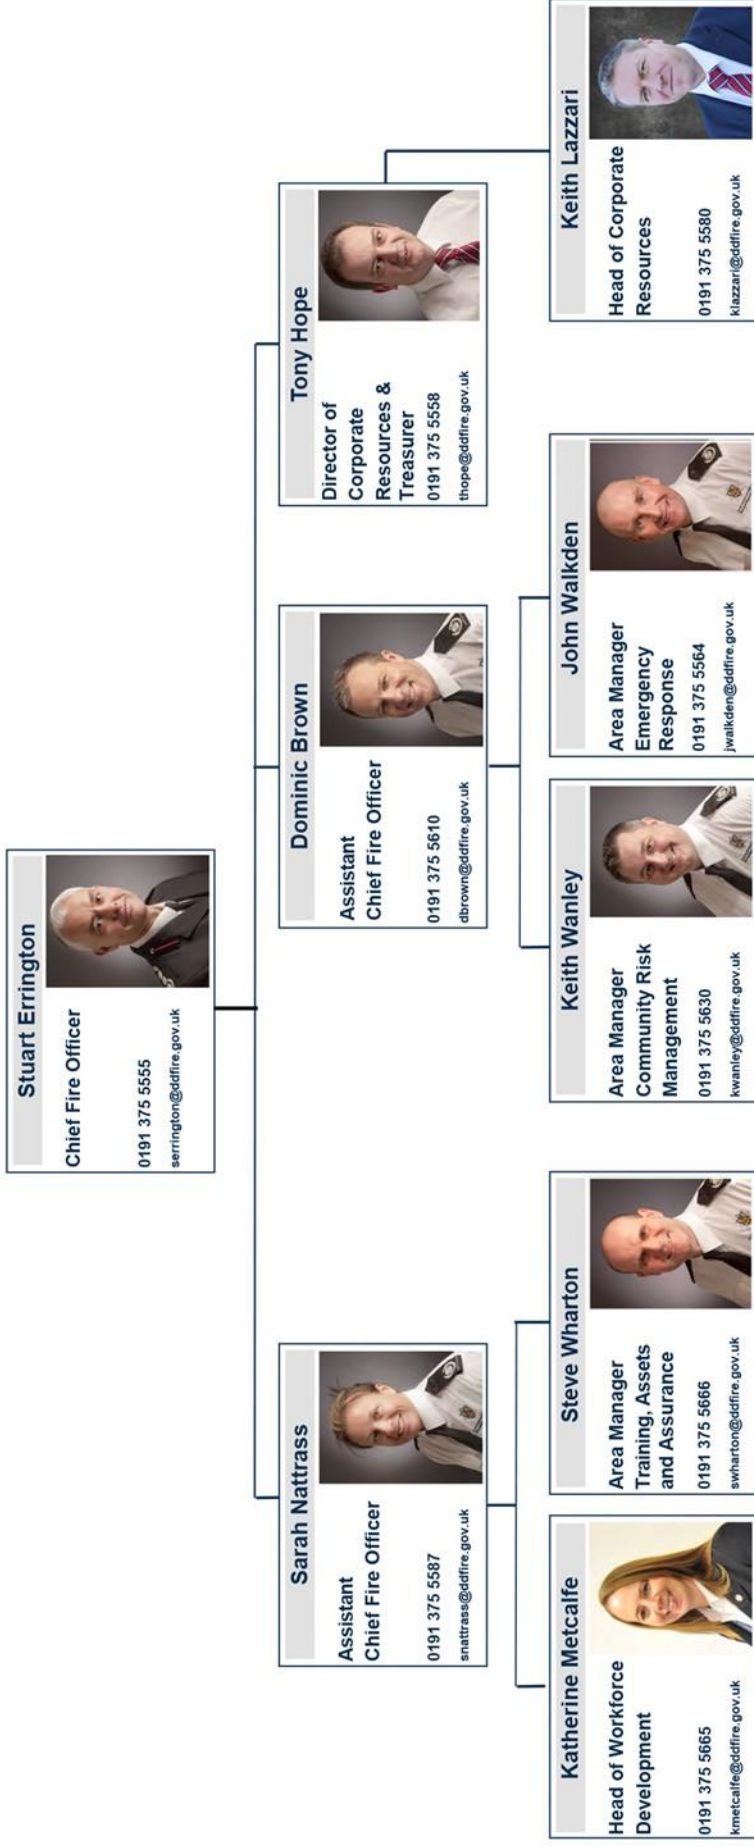 Stuart Errington
Chief Fire Officer
0191 375 5555
serrington@ddfire.gov.uk
Sarah Nattrass
Assistant
Chief Fire Officer
0191 375 5587
snattrass@ddfire.gov.uk
Dominic Brown
Assistant
Chief Fire Officer
0191 375 5610
dbrown@ddfire.gov.uk
Tony Hope
Director of
Corporate
Resources &
Treasurer
0191 375 5558
thope@ddfire.gov.uk
Katherine Metcalfe
Head of Workforce
Development
0191 375 5665
kmetcalfe@ddfire.gov.uk
Steve Wharton
Area Manager
Training, Assets
and Assurance
0191 375 5666
swharton@ddfire.gov.uk
Keith Wanley
Area Manager
Community Risk
Management
0191 375 5630
kwanley@ddfire.gov.uk
John Walkden
Area Manager
Emergency
Response
0191 375 5564
jwalkden@ddfire.gov.uk
Keith Lazzari
Head of Corporate
Resources
0191 375 5580
klazzari@ddfire.gov.uk